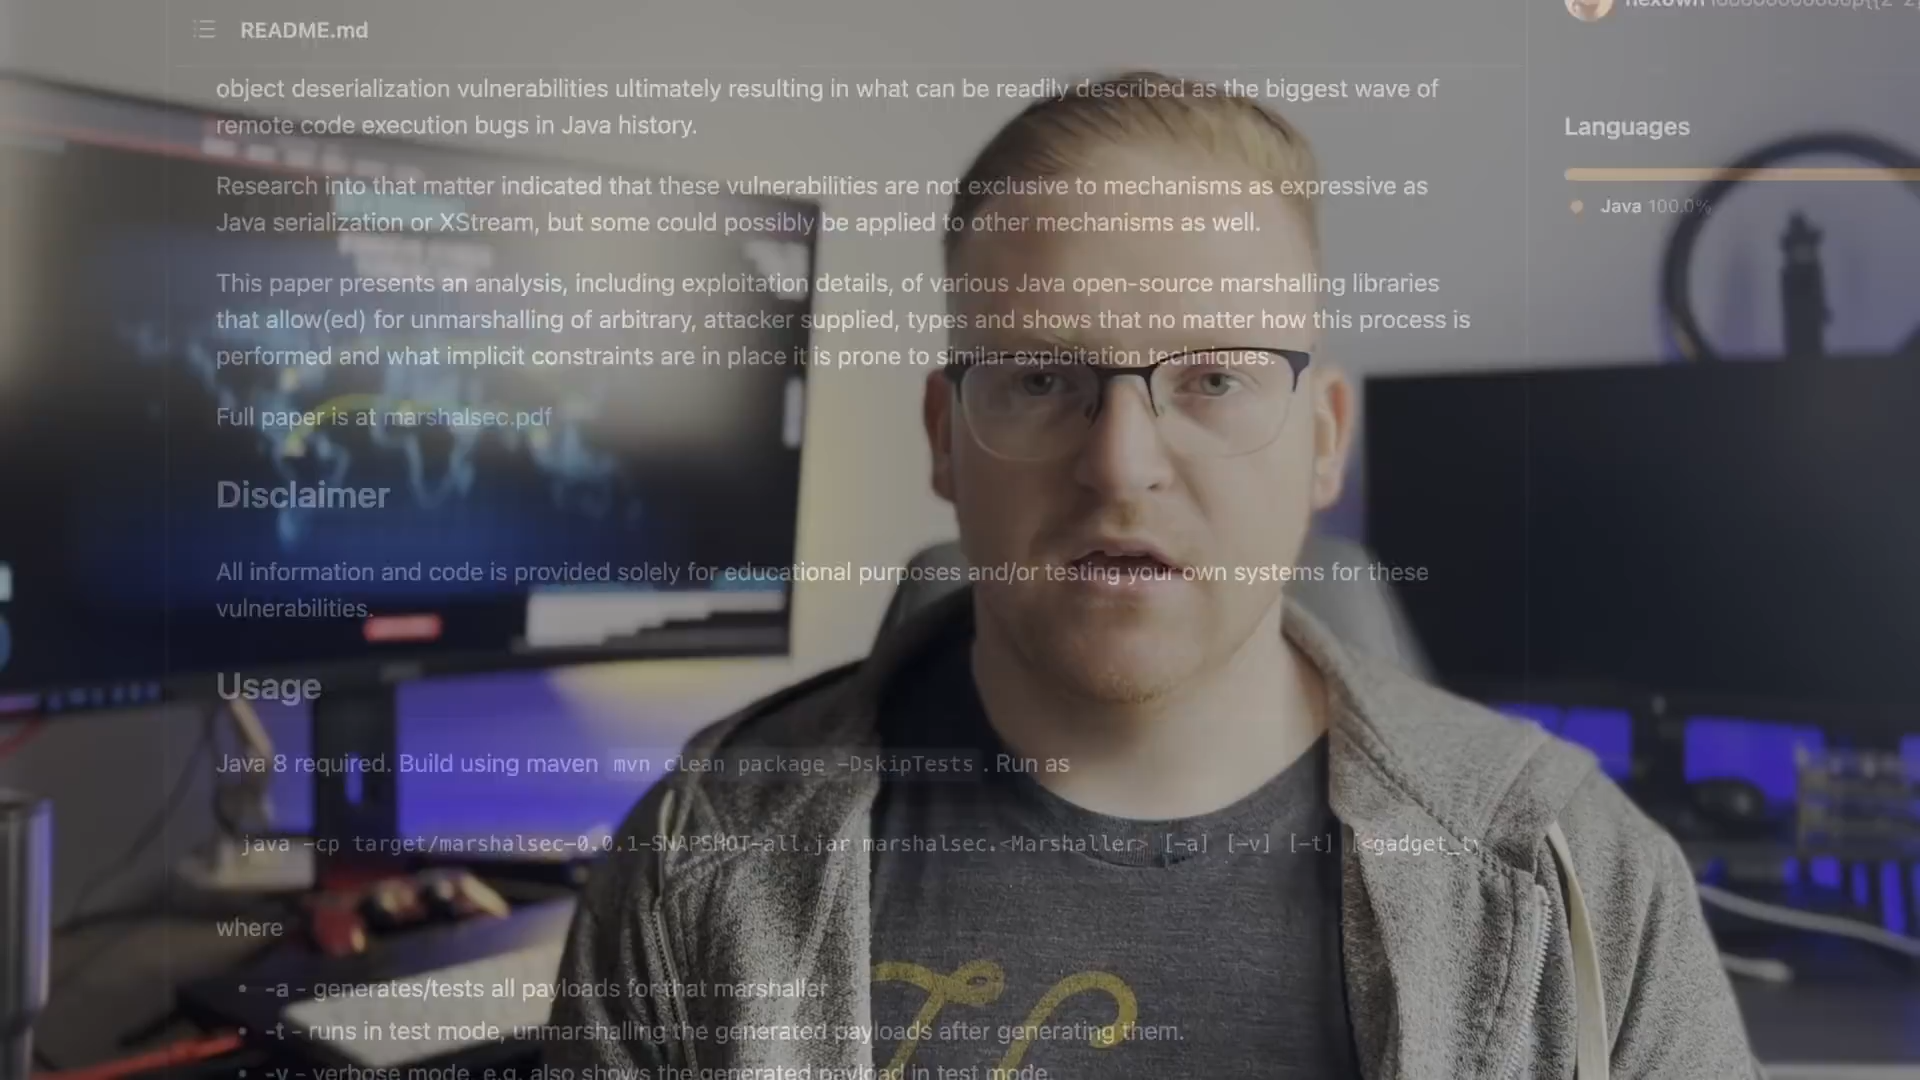 README.md
object deserialization vulnerabilities ultimately resulting in what can be readily described as the biggest wave of
remote code execution bugs in Java history.
Research into that matter indicated that these vulnerabilities are not exclusive to mechanisms as expressive as
Java serialization or XStream, but some could possibly be applied to other mechanisms as well.
This paper presents an analysis, including exploitation details, of various Java open-source marshalling libraries
that allow(ed) for unmarshalling of arbitrary, attacker supplied, types and shows that no matter how this process is
performed and what implicit constraints are in place it is prone to similar exploitation techniques.
Full paper is at marshalsec.pdf
Disclaimer
All information and code is provided solely for educational purposes and/or testing your own systems for these
vulnerabilities.
Usage
Java 8 required. Build using maven mvn clean package -DskipTests . Run as
java -cp target/marshalsec-0.0.1-SNAPSHOT-all.jar marshalsec.<Marshaller> [-a] [-v] [-t] [<gadget_ty
where
• -a - generates/tests all payloads for that marshaller
• -t - runs in test mode, unmarshalling the generated payloads after generating them.
• -v - verbose mode, e.g. also shows the generated payload in test mode.
Languages
Java 100.0%